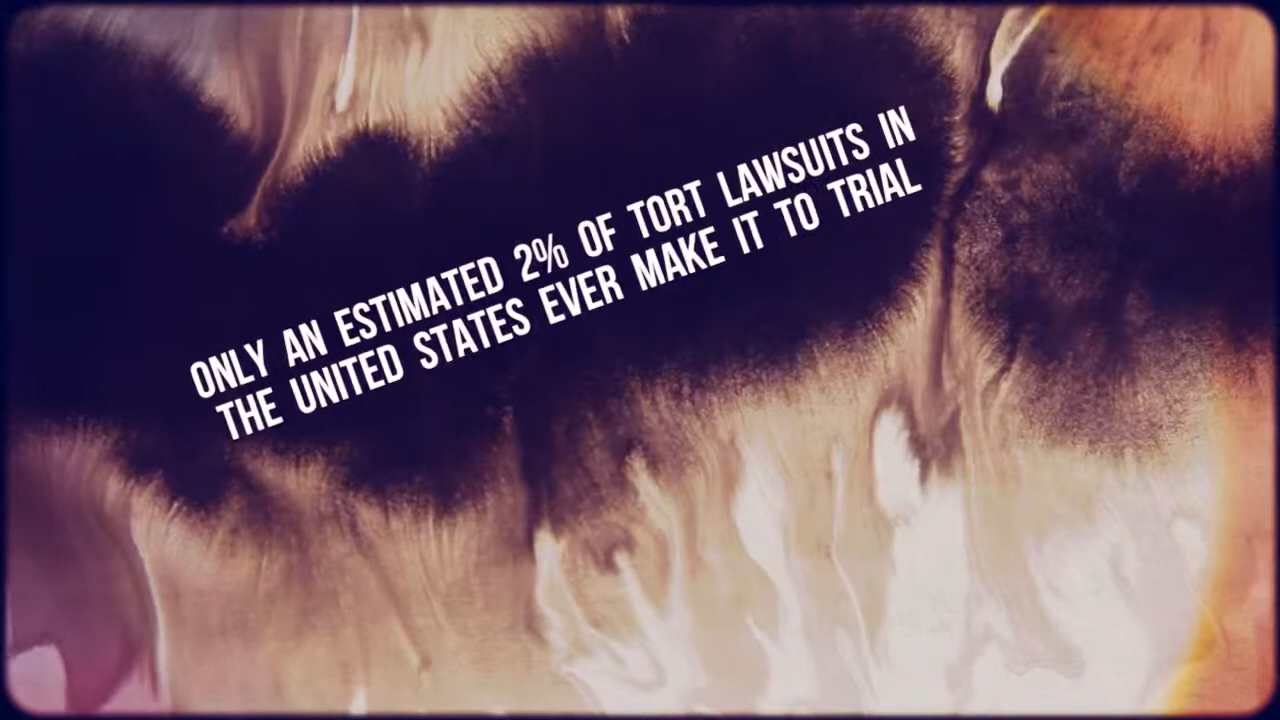 ONLY AN ESTIMATED 2% OF TORT LAWSUITS IN
THE UNITED STATES EVER MAKE IT TO TRIAL